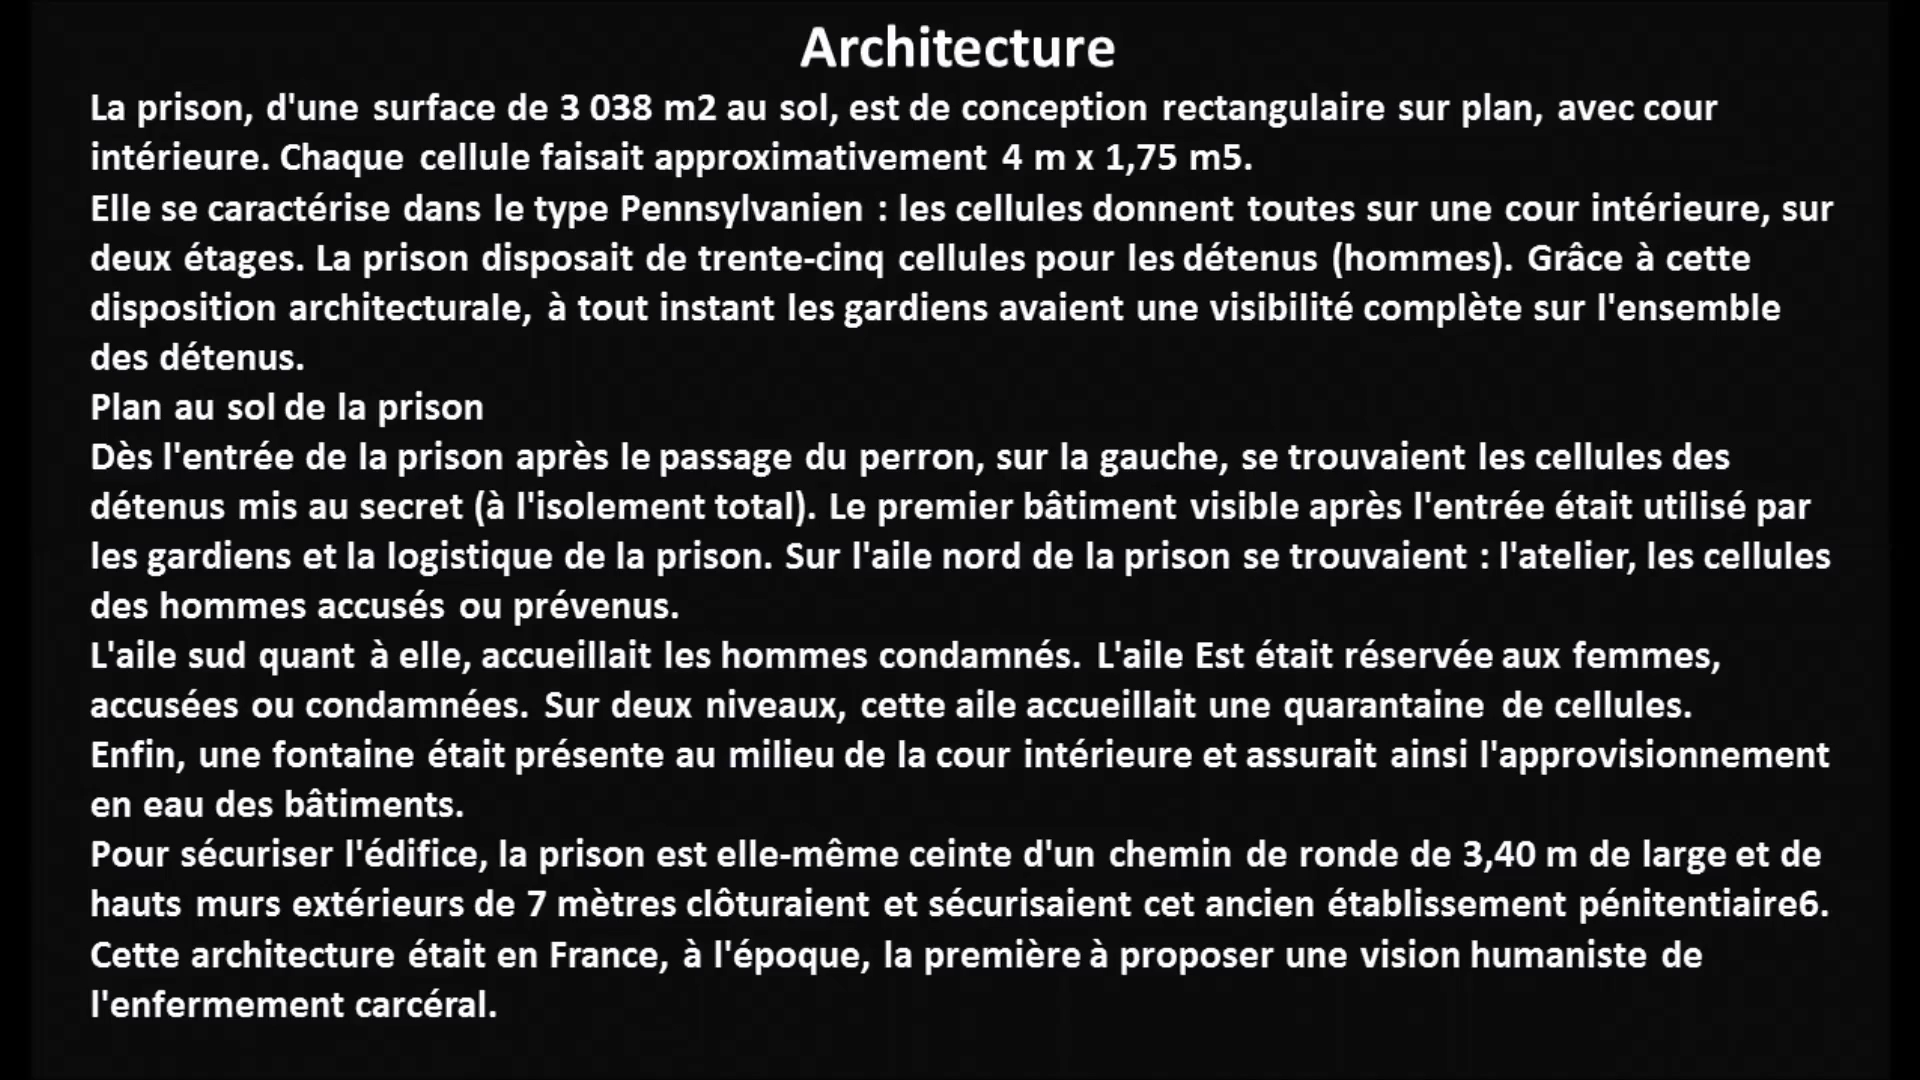 Architecture
La prison, d'une surface de 3 038 m2 au sol, est de conception rectangulaire sur plan, avec cour
intérieure. Chaque cellule faisait approximativement 4 m x 1,75 m5.
Elle se caractérise dans le type Pennsylvanien : les cellules donnent toutes sur une cour intérieure, sur
deux étages. La prison disposait de trente-cinq cellules pour les détenus (hommes). Grâce à cette
disposition architecturale, à tout instant les gardiens avaient une visibilité complète sur l'ensemble
des détenus.
Plan au sol de la prison
Dès l'entrée de la prison après le passage du perron, sur la gauche, se trouvaient les cellules des
détenus mis au secret (à l'isolement total). Le premier bâtiment visible après l'entrée était utilisé par
les gardiens et la logistique de la prison. Sur l'aile nord de la prison se trouvaient : l'atelier, les cellules
des hommes accusés ou prévenus.
L'aile sud quant à elle, accueillait les hommes condamnés. L'aile Est était réservée aux femmes,
accusées ou condamnées. Sur deux niveaux, cette aile accueillait une quarantaine de cellules.
Enfin, une fontaine était présente au milieu de la cour intérieure et assurait ainsi l'approvisionnement
en eau des bâtiments.
Pour sécuriser l'édifice, la prison est elle-même ceinte d'un chemin de ronde de 3,40 m de large et de
hauts murs extérieurs de 7 mètres clôturaient et sécurisaient cet ancien établissement pénitentiaire6.
Cette architecture était en France, à l'époque, la première à proposer une vision humaniste de
l'enfermement carcéral.